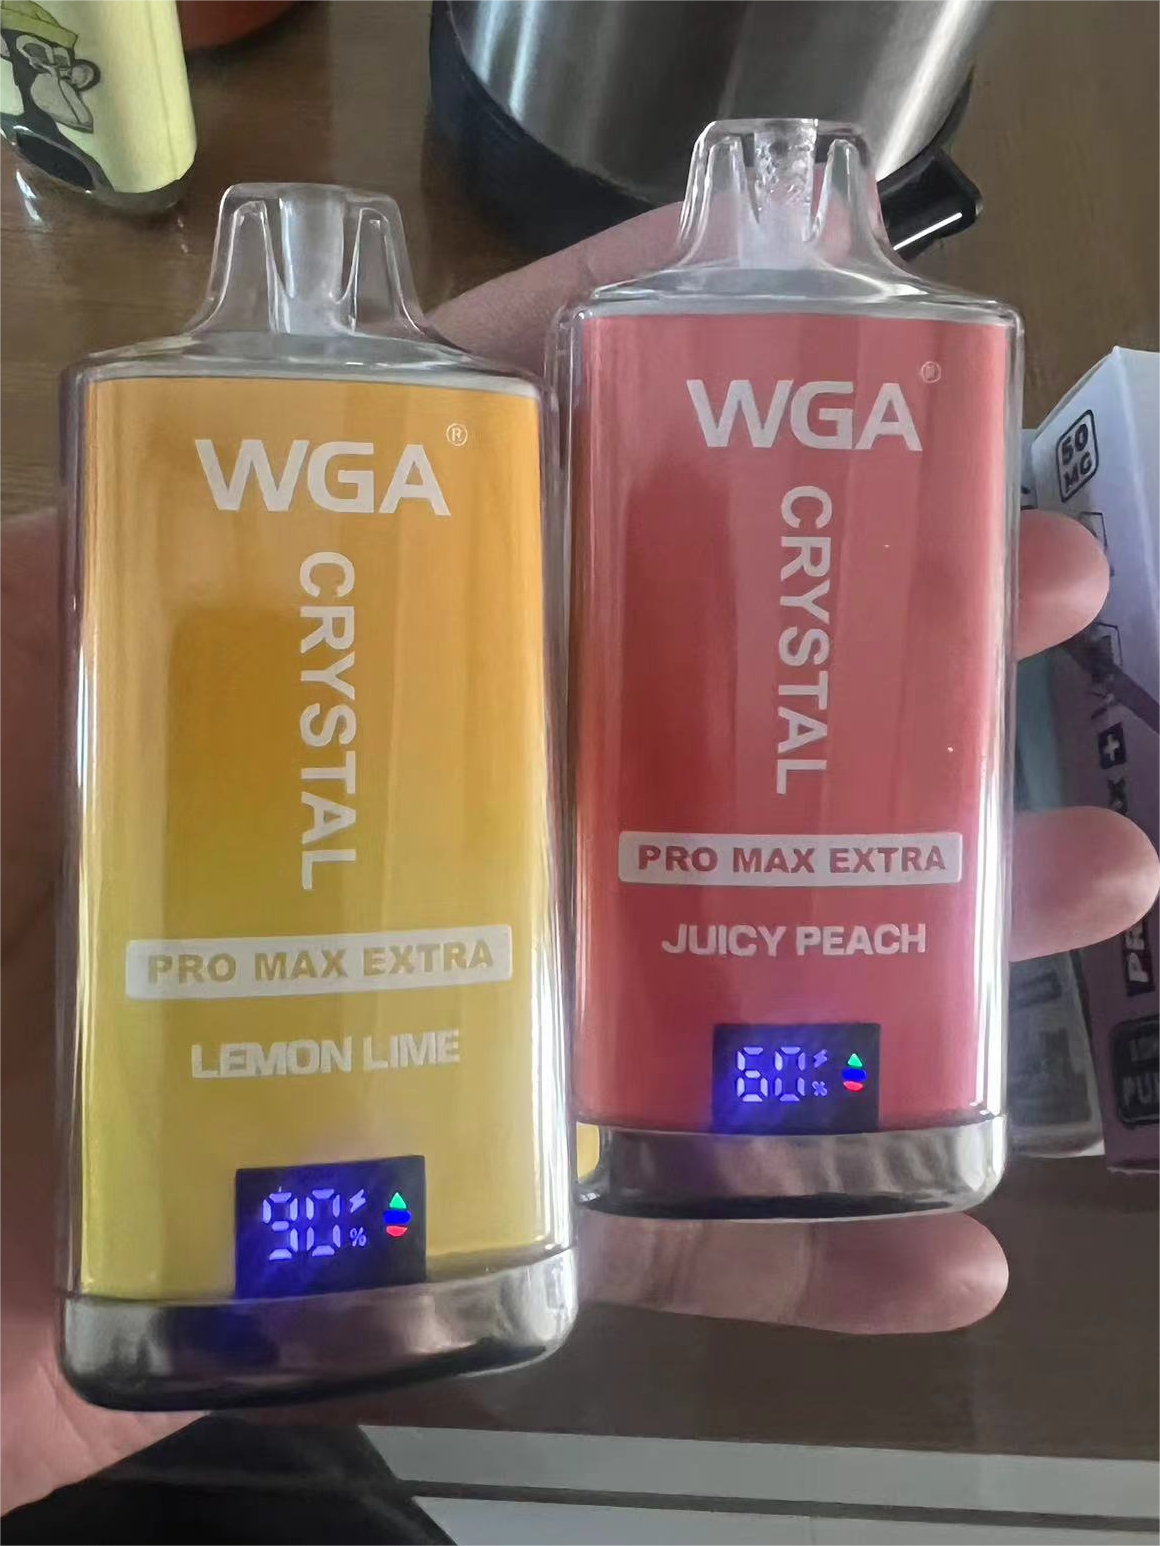 WGA®
CRYSTAL
PRO MAX EXTRA
LEMON LIME
90%
WGA®
CRYSTAL
PRO MAX EXTRA
JUICY PEACH
60%
50
MG